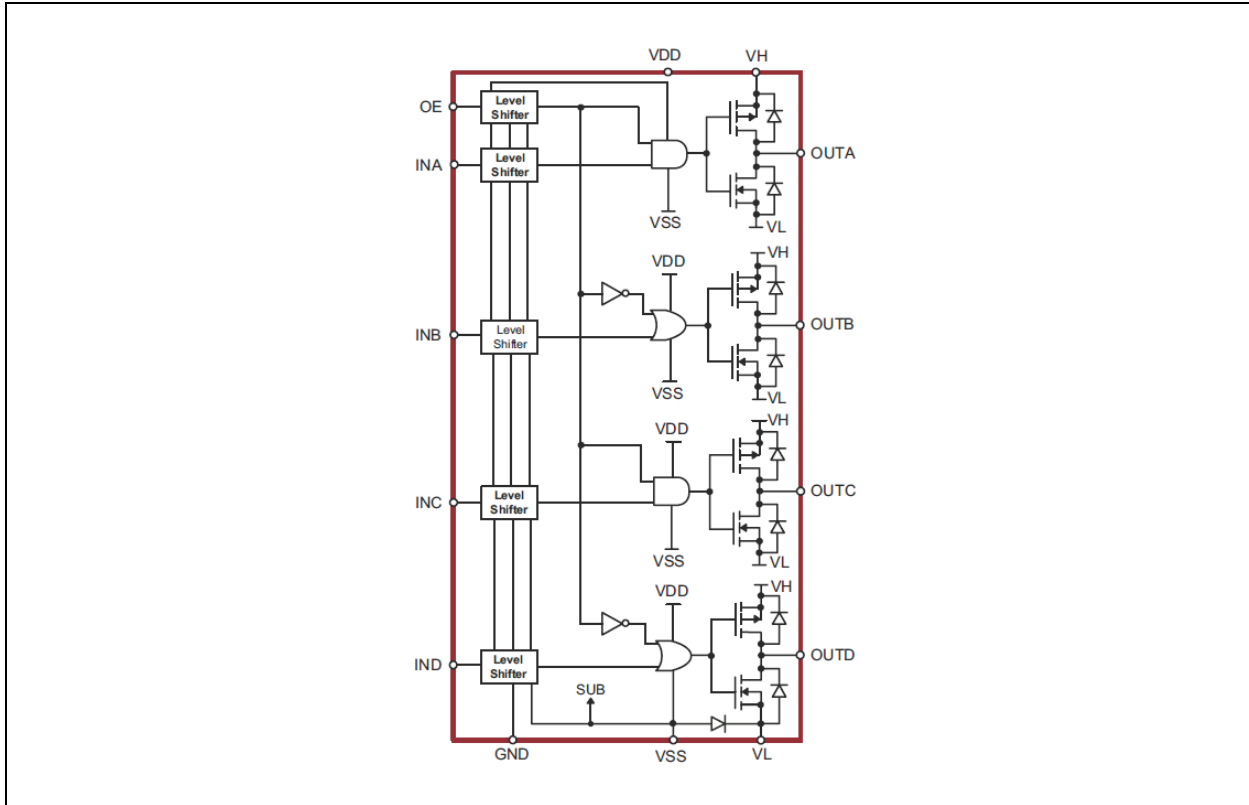 VDD VH
OE Level
Shifter
INA Level
Shifter
OUTA
VSS
VL
VH
VDD
INB Level
Shifter
OUTB
VSS
VL
VH
VDD
INC Level
Shifter
OUTC
VSS
VL
VH
VDD
IND Level
Shifter
OUTD
SUB
GND VSS VL